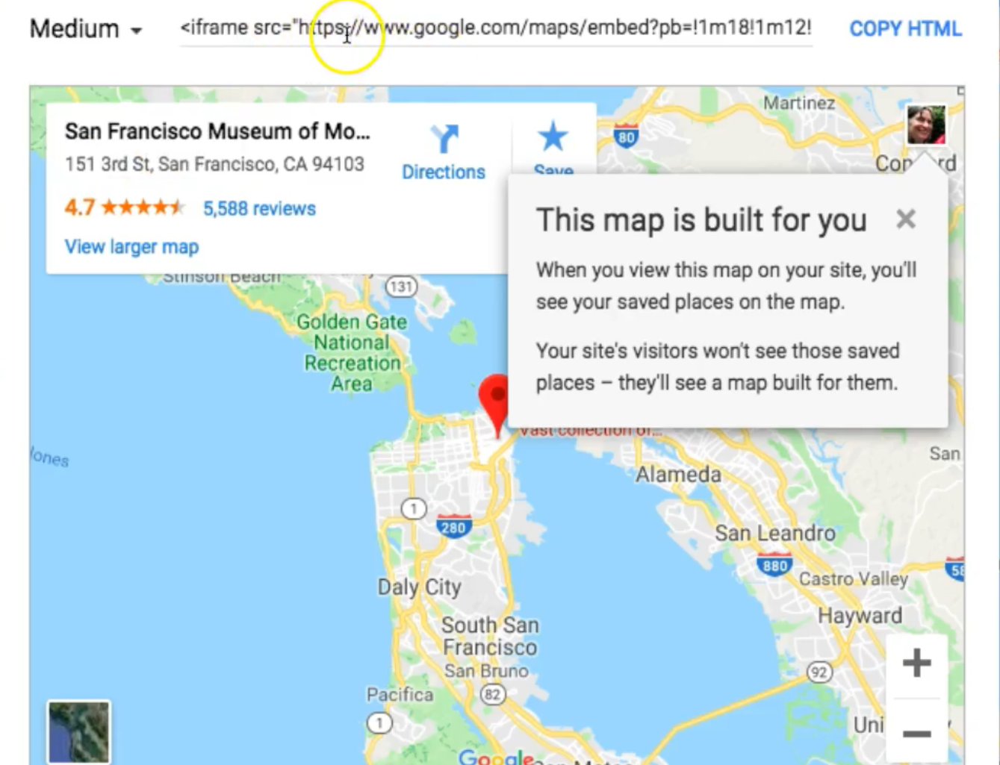 Medium
<iframe src="https://www.google.com/maps/embed?pb=!1m18!1m12!
COPY HTML
San Francisco Museum of Mo...
151 3rd St, San Francisco, CA 94103
4.7
5,588 reviews
View larger map
Directions
Save
80
Martinez
This map is built for you
When you view this map on your site, you'll
see your saved places on the map.
Your site's visitors won't see those saved
places – they'll see a map built for them.
Stinson Beach
131
Golden Gate
National
Recreation
Area
Vast collection of...
San
Alameda
1
280
San Leandro
880
Castro Valley
58
Daly City
Hayward
South San
Francisco
San Bruno
92
82
Pacifica
1
Google